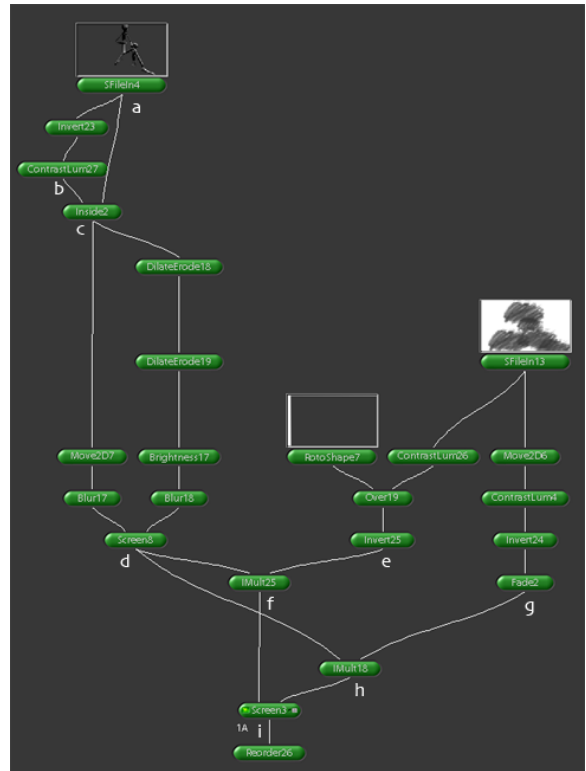 SFileIn4
a
Invert23
ContrastLum27
b
Inside2
c
DilateErode18
DilateErode19
SFileIn13
Move2D7
Brightness17
RotoShape7
ContrastLum26
Move2D6
Blur17
Blur18
Over19
ContrastLum4
Screen8
d
Invert25
e
Invert24
IMult25
f
Fade2
g
IMult18
h
Screen3
1A
i
Reorder26